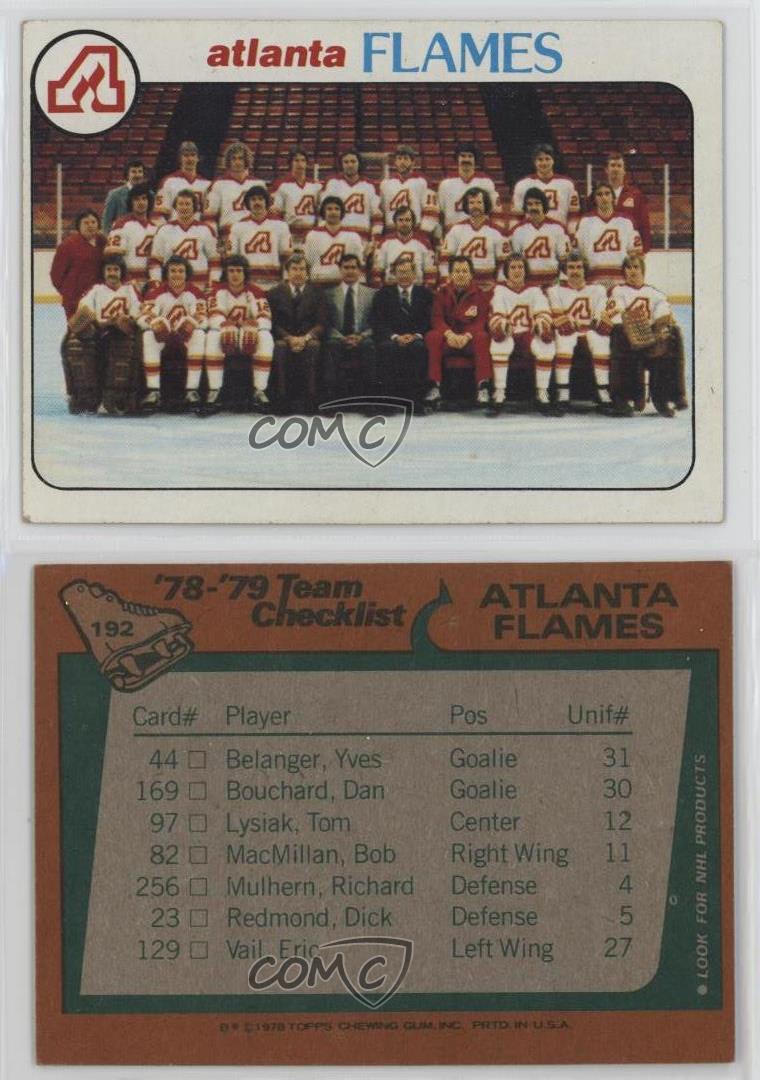 atlanta FLAMES
COMC
'78-'79 Team
Checklist
ATLANTA
FLAMES
192
Card# Player Pos Unif#
44 □ Belanger, Yves Goalie 31
169 □ Bouchard, Dan Goalie 30
97 □ Lysiak, Tom Center 12
82 □ MacMillan, Bob Right Wing 11
256 □ Mulhern, Richard Defense 4
23 □ Redmond, Dick Defense 5
129 □ Vail, Eric Left Wing 27
● LOOK FOR NHL PRODUCTS
COMC
© 1978 TOPPS CHEWING GUM, INC. PRTD. IN U.S.A.